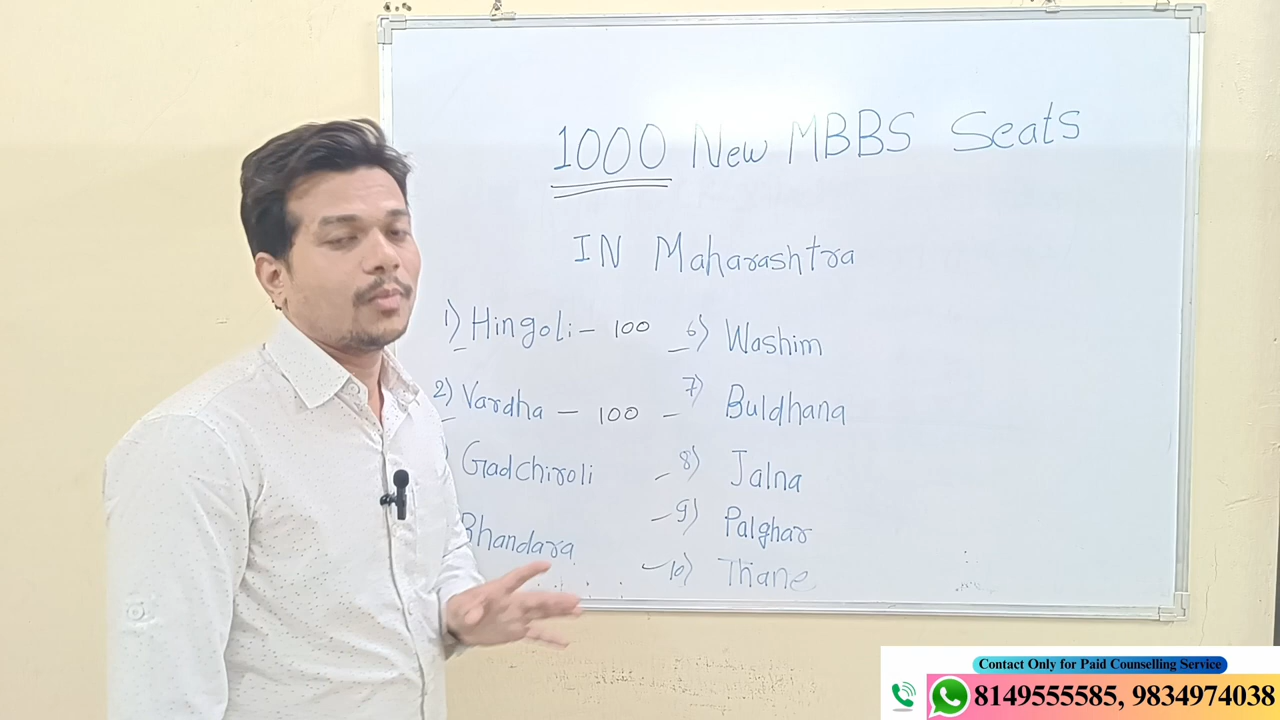 1000 New MBBS Seats
IN Maharashtra
1) Hingoli - 100
2) Vardha - 100
Gadchiroli
Bhandara
6) Washim
7) Buldhana
8) Jalna
9) Palghar
10) Thane
Contact Only for Paid Counselling Service
8149555585, 9834974038